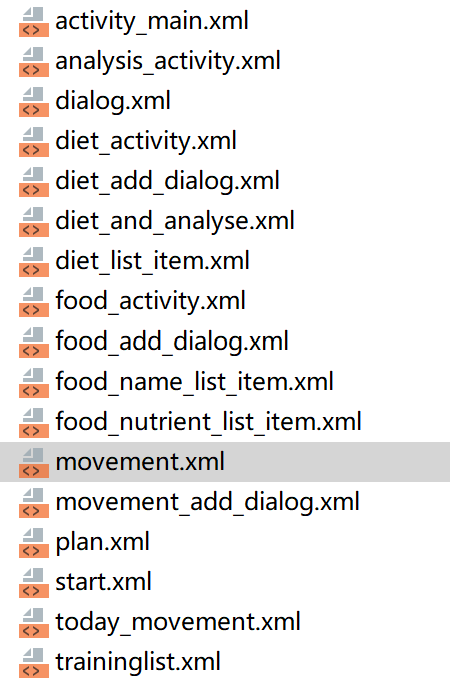 activity_main.xml
analysis_activity.xml
dialog.xml
diet_activity.xml
diet_add_dialog.xml
diet_and_analyse.xml
diet_list_item.xml
food_activity.xml
food_add_dialog.xml
food_name_list_item.xml
food_nutrient_list_item.xml
movement.xml
movement_add_dialog.xml
plan.xml
start.xml
today_movement.xml
traininglist.xml